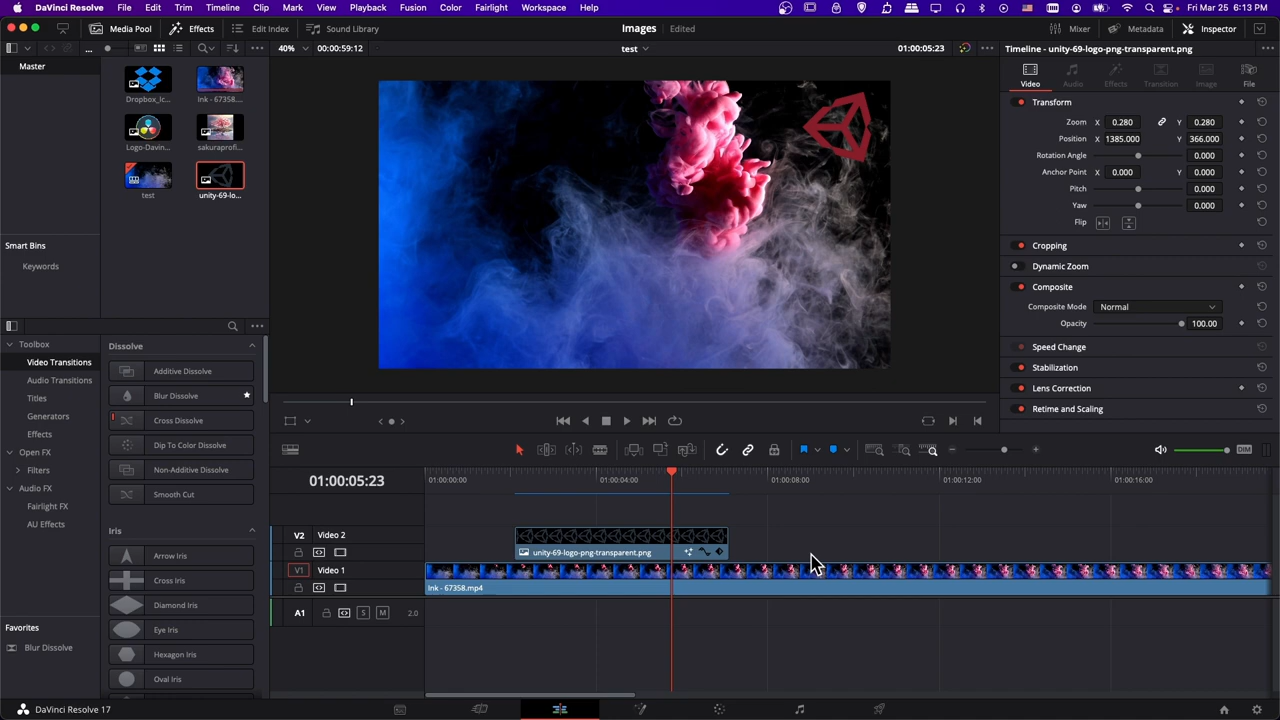 DaVinci Resolve File Edit Trim Timeline Clip Mark View Playback Fusion Color Fairlight Workspace Help Fri Mar 25 6:13 PM
Media Pool Effects Edit Index Sound Library Images Edited Mixer Metadata Inspector
... 40% 00:00:59:12 test 01:00:05:23 Timeline - unity-69-logo-png-transparent.png
Master
Dropbox_Ic...
Ink - 67358....
Logo-Davin...
sakuraprofi...
test
unity-69-lo...
Smart Bins
Keywords
Video Audio Effects Transition Image File
Transform
Zoom X 0.280 Y 0.280
Position X 1385.000 Y 366.000
Rotation Angle 0.000
Anchor Point X 0.000 Y 0.000
Pitch 0.000
Yaw 0.000
Flip
Cropping
Dynamic Zoom
Composite
Composite Mode Normal
Opacity 100.00
Speed Change
Stabilization
Lens Correction
Retime and Scaling
Toolbox
Video Transitions
Audio Transitions
Titles
Generators
Effects
Open FX
Filters
Audio FX
Fairlight FX
AU Effects
Favorites
Blur Dissolve
Dissolve
Additive Dissolve
Blur Dissolve
Cross Dissolve
Dip To Color Dissolve
Non-Additive Dissolve
Smooth Cut
Iris
Arrow Iris
Cross Iris
Diamond Iris
Eye Iris
Hexagon Iris
Oval Iris
DIM
01:00:05:23
01:00:00:00 01:00:04:00 01:00:08:00 01:00:12:00 01:00:16:00
V2 Video 2
unity-69-logo-png-transparent.png
V1 Video 1
Ink - 67358.mp4
A1 S M 2.0
DaVinci Resolve 17